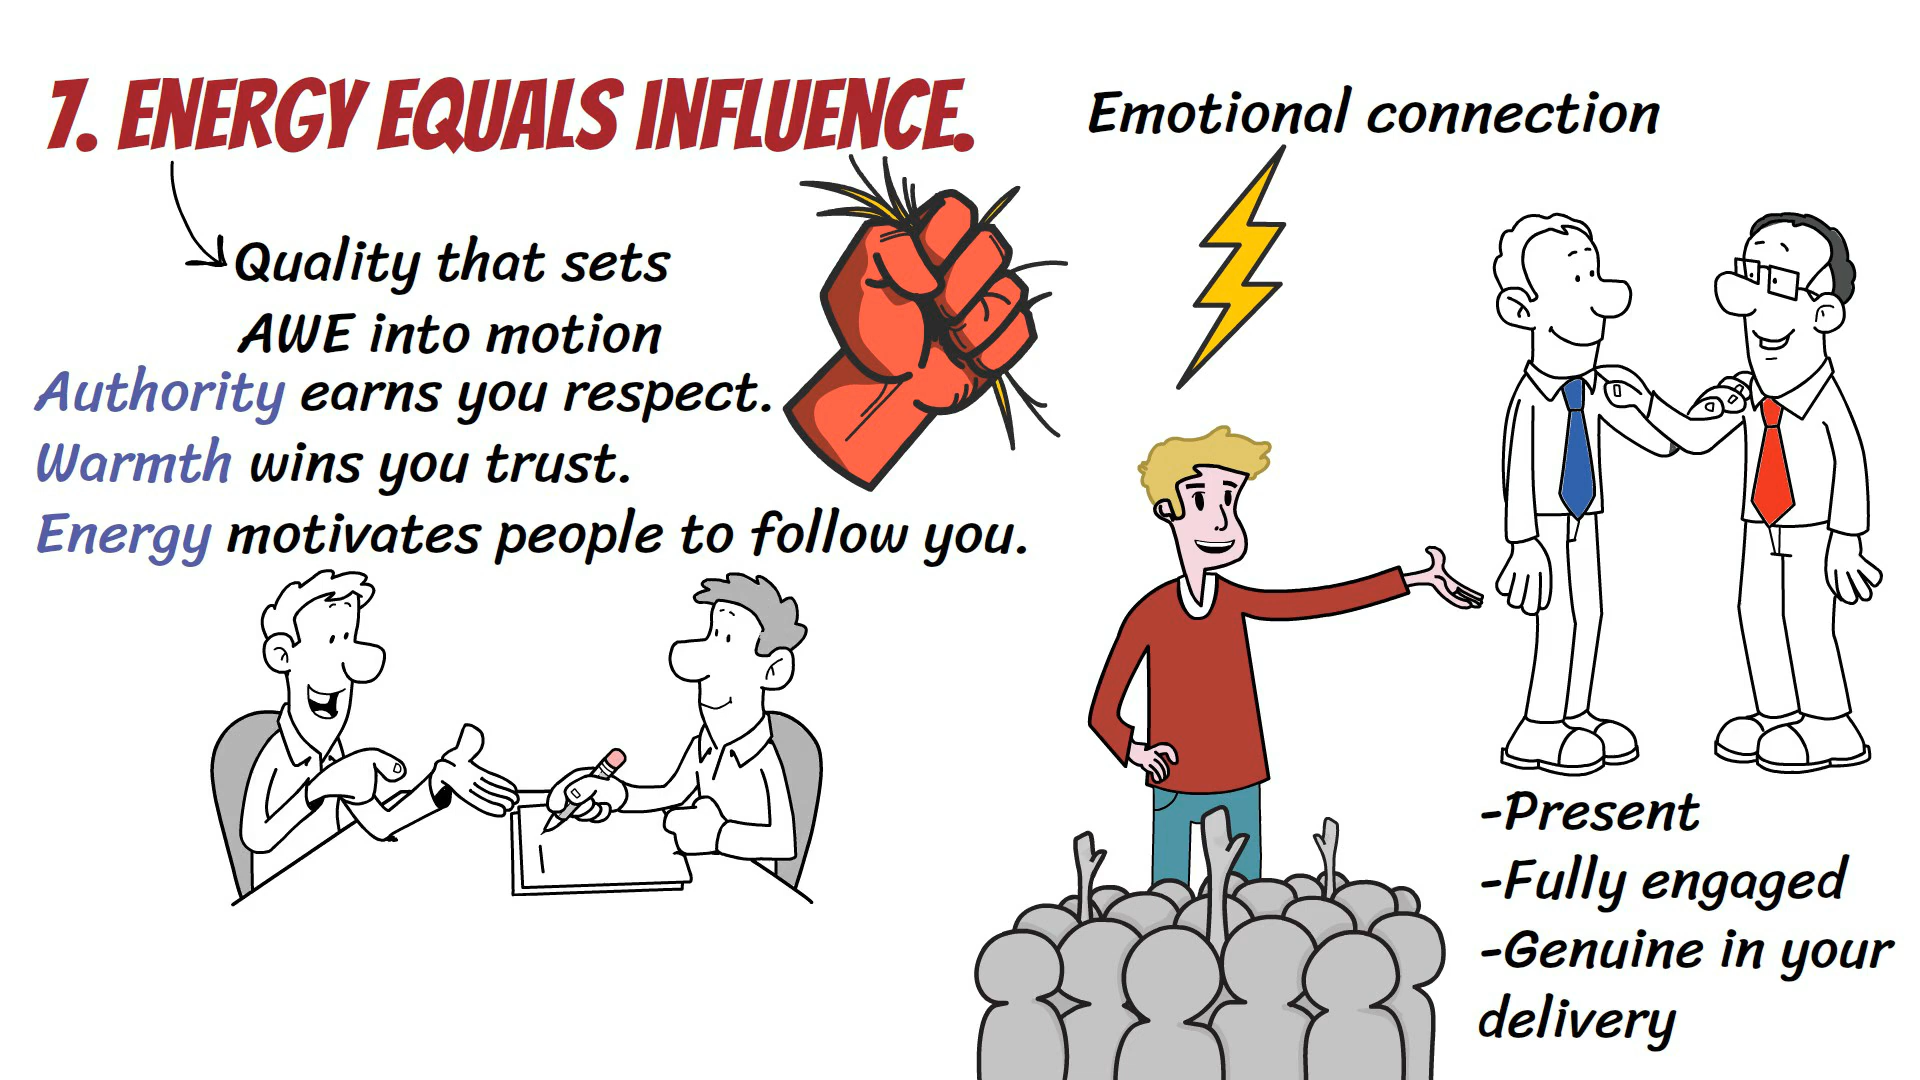 7. ENERGY EQUALS INFLUENCE.
Quality that sets
AWE into motion
Authority earns you respect.
Warmth wins you trust.
Energy motivates people to follow you.
Emotional connection
-Present
-Fully engaged
-Genuine in your
delivery